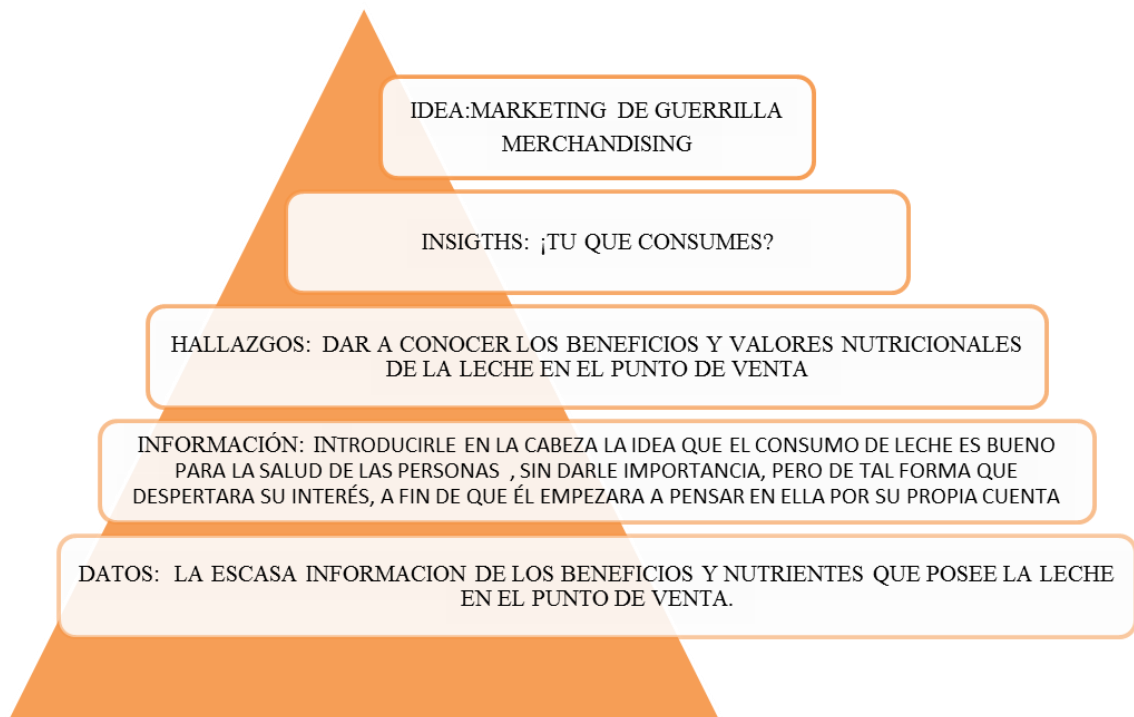 IDEA:MARKETING DE GUERRILLA
MERCHANDISING
INSIGTHS: ¡TU QUE CONSUMES?
HALLAZGOS: DAR A CONOCER LOS BENEFICIOS Y VALORES NUTRICIONALES
DE LA LECHE EN EL PUNTO DE VENTA
INFORMACIÓN: INTRODUCIRLE EN LA CABEZA LA IDEA QUE EL CONSUMO DE LECHE ES BUENO
PARA LA SALUD DE LAS PERSONAS , SIN DARLE IMPORTANCIA, PERO DE TAL FORMA QUE
DESPERTARA SU INTERÉS, A FIN DE QUE ÉL EMPEZARA A PENSAR EN ELLA POR SU PROPIA CUENTA
DATOS: LA ESCASA INFORMACION DE LOS BENEFICIOS Y NUTRIENTES QUE POSEE LA LECHE
EN EL PUNTO DE VENTA.